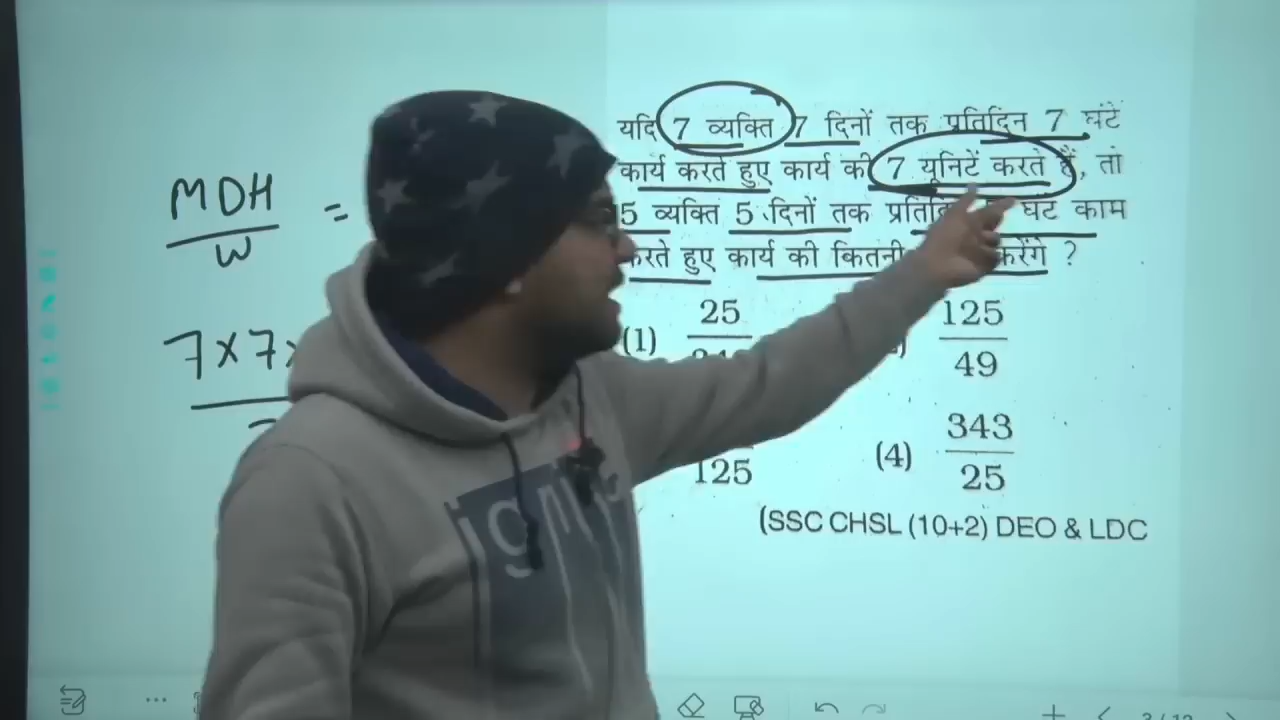 यदि 7 व्यक्ति 7 दिनों तक प्रतिदिन 7 घंटे
कार्य करते हुए कार्य की 7 यूनिटें करते हैं, तो
5 व्यक्ति 5 दिनों तक घंटे काम
करते हुए कार्य की कितनी करेंगे ?
(1) 25
125
49
125
(4) 343
25
(SSC CHSL (10+2) DEO & LDC
MDH
W
=
7×7×